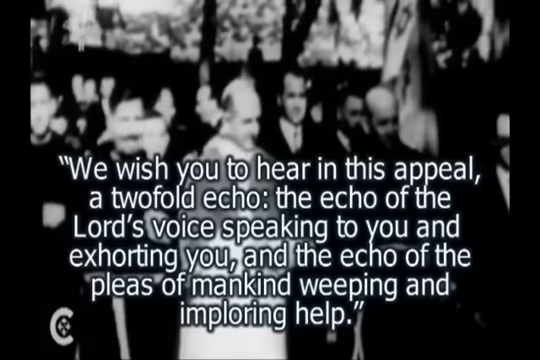 “We wish you to hear in this appeal,
a twofold echo: the echo of the
Lord’s voice speaking to you and
exhorting you, and the echo of the
pleas of mankind weeping and
imploring help.”